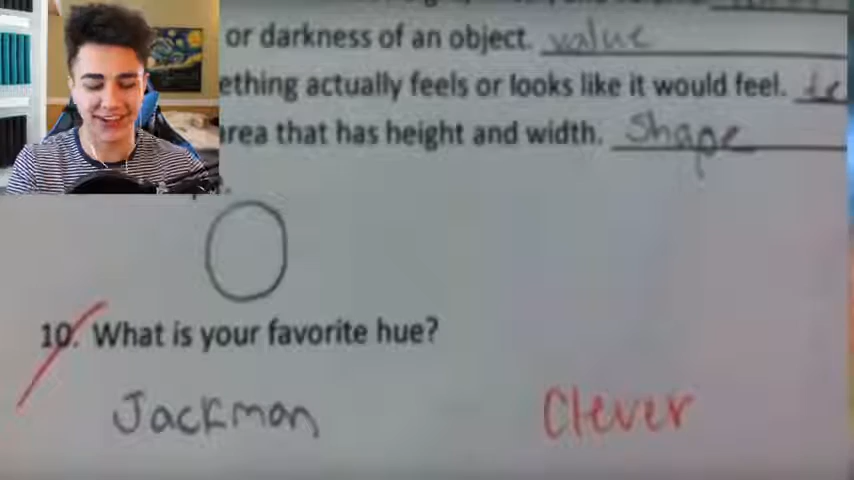 or darkness of an object. value
ething actually feels or looks like it would feel.
area that has height and width. Shape
10. What is your favorite hue?
Jackman
Clever